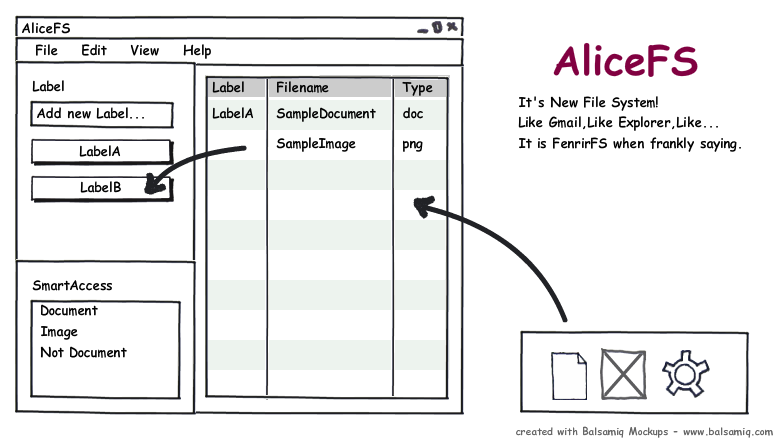 AliceFS
File Edit View Help
Label
Add new Label...
LabelA
LabelB
SmartAccess
Document
Image
Not Document
Label Filename Type
LabelA SampleDocument doc
SampleImage png
AliceFS
It's New File System!
Like Gmail,Like Explorer,Like...
It is FenrirFS when frankly saying.
created with Balsamiq Mockups - www.balsamiq.com